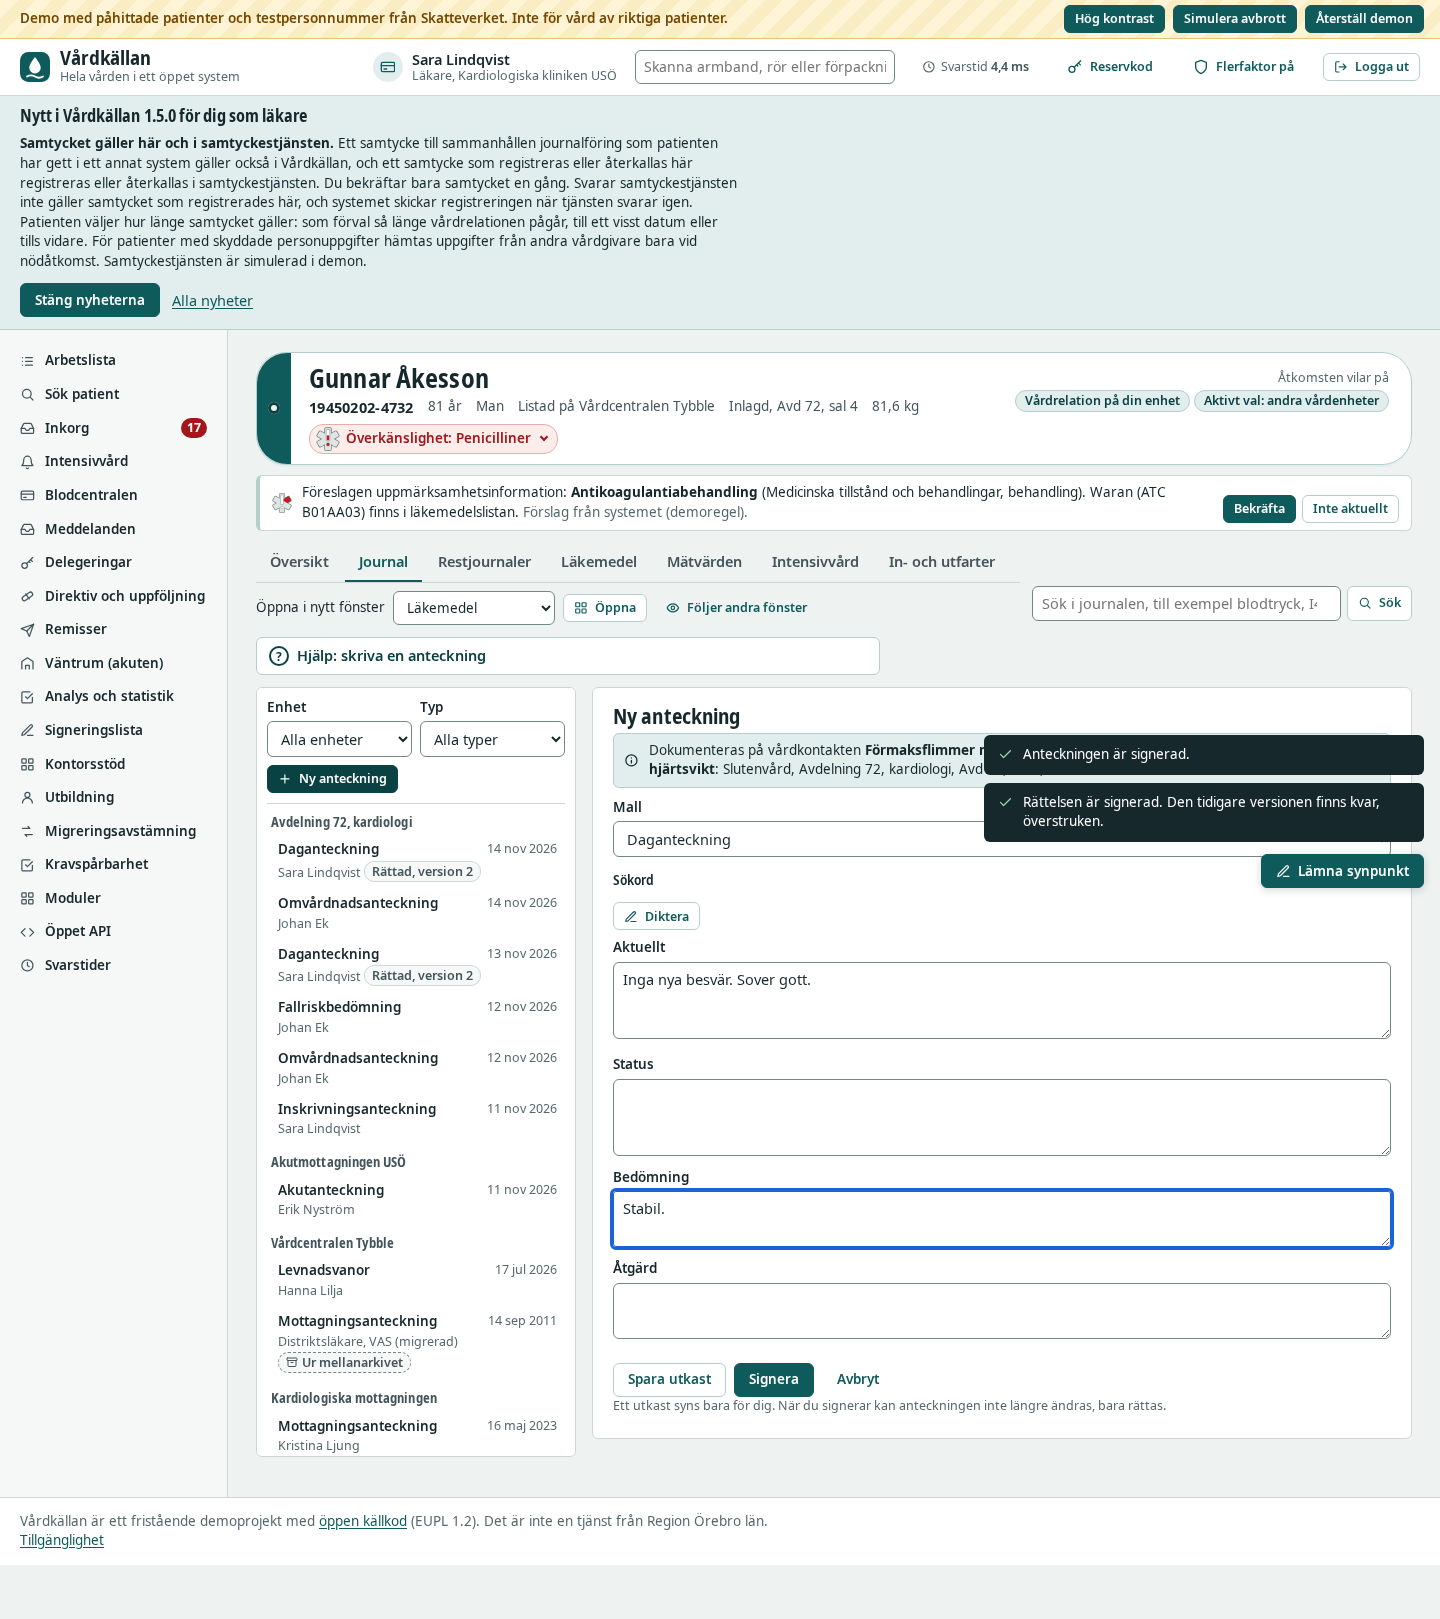 Demo med påhittade patienter och testpersonnummer från Skatteverket. Inte för vård av riktiga patienter.
Hög kontrast
Simulera avbrott
Återställ demon
Vårdkällan
Hela vården i ett öppet system
Sara Lindqvist
Läkare, Kardiologiska kliniken USÖ
Skanna armband, rör eller förpackni
Svarstid 4,4 ms
Reservkod
Flerfaktor på
Logga ut
Nytt i Vårdkällan 1.5.0 för dig som läkare
Samtycket gäller här och i samtyckestjänsten. Ett samtycke till sammanhållen journalföring som patienten
har gett i ett annat system gäller också i Vårdkällan, och ett samtycke som registreras eller återkallas här
registreras eller återkallas i samtyckestjänsten. Du bekräftar bara samtycket en gång. Svarar samtyckestjänsten
inte gäller samtycket som registrerades här, och systemet skickar registreringen när tjänsten svarar igen.
Patienten väljer hur länge samtycket gäller: som förval så länge vårdrelationen pågår, till ett visst datum eller
tills vidare. För patienter med skyddade personuppgifter hämtas uppgifter från andra vårdgivare bara vid
nödåtkomst. Samtyckestjänsten är simulerad i demon.
Stäng nyheterna
Alla nyheter
Arbetslista
Sök patient
Inkorg
17
Intensivvård
Blodcentralen
Meddelanden
Delegeringar
Direktiv och uppföljning
Remisser
Väntrum (akuten)
Analys och statistik
Signeringslista
Kontorsstöd
Utbildning
Migreringsavstämning
Kravspårbarhet
Moduler
Öppet API
Svarstider
Gunnar Åkesson
19450202-4732 81 år Man Listad på Vårdcentralen Tybble Inlagd, Avd 72, sal 4 81,6 kg
Överkänslighet: Penicilliner
Åtkomsten vilar på
Vårdrelation på din enhet
Aktivt val: andra vårdenheter
Föreslagen uppmärksamhetsinformation: Antikoagulantiabehandling (Medicinska tillstånd och behandlingar, behandling). Waran (ATC
B01AA03) finns i läkemedelslistan. Förslag från systemet (demoregel).
Bekräfta
Inte aktuellt
Översikt
Journal
Restjournaler
Läkemedel
Mätvärden
Intensivvård
In- och utfarter
Öppna i nytt fönster
Läkemedel
Öppna
Följer andra fönster
Sök i journalen, till exempel blodtryck, I
Sök
? Hjälp: skriva en anteckning
Enhet
Typ
Alla enheter
Alla typer
Ny anteckning
Avdelning 72, kardiologi
Daganteckning 14 nov 2026
Sara Lindqvist Rättad, version 2
Omvårdnadsanteckning 14 nov 2026
Johan Ek
Daganteckning 13 nov 2026
Sara Lindqvist Rättad, version 2
Fallriskbedömning 12 nov 2026
Johan Ek
Omvårdnadsanteckning 12 nov 2026
Johan Ek
Inskrivningsanteckning 11 nov 2026
Sara Lindqvist
Akutmottagningen USÖ
Akutanteckning 11 nov 2026
Erik Nyström
Vårdcentralen Tybble
Levnadsvanor 17 jul 2026
Hanna Lilja
Mottagningsanteckning 14 sep 2011
Distriktsläkare, VAS (migrerad)
Ur mellanarkivet
Kardiologiska mottagningen
Mottagningsanteckning 16 maj 2023
Kristina Ljung
Ny anteckning
Dokumenteras på vårdkontakten Förmaksflimmer
hjärtsvikt: Slutenvård, Avdelning 72, kardiologi,
Anteckningen är signerad.
Rättelsen är signerad. Den tidigare versionen finns kvar,
överstruken.
Mall
Daganteckning
Lämna synpunkt
Sökord
Diktera
Aktuellt
Inga nya besvär. Sover gott.
Status
Bedömning
Stabil.
Åtgärd
Spara utkast
Signera
Avbryt
Ett utkast syns bara för dig. När du signerar kan anteckningen inte längre ändras, bara rättas.
Vårdkällan är ett fristående demoprojekt med öppen källkod (EUPL 1.2). Det är inte en tjänst från Region Örebro län.
Tillgänglighet